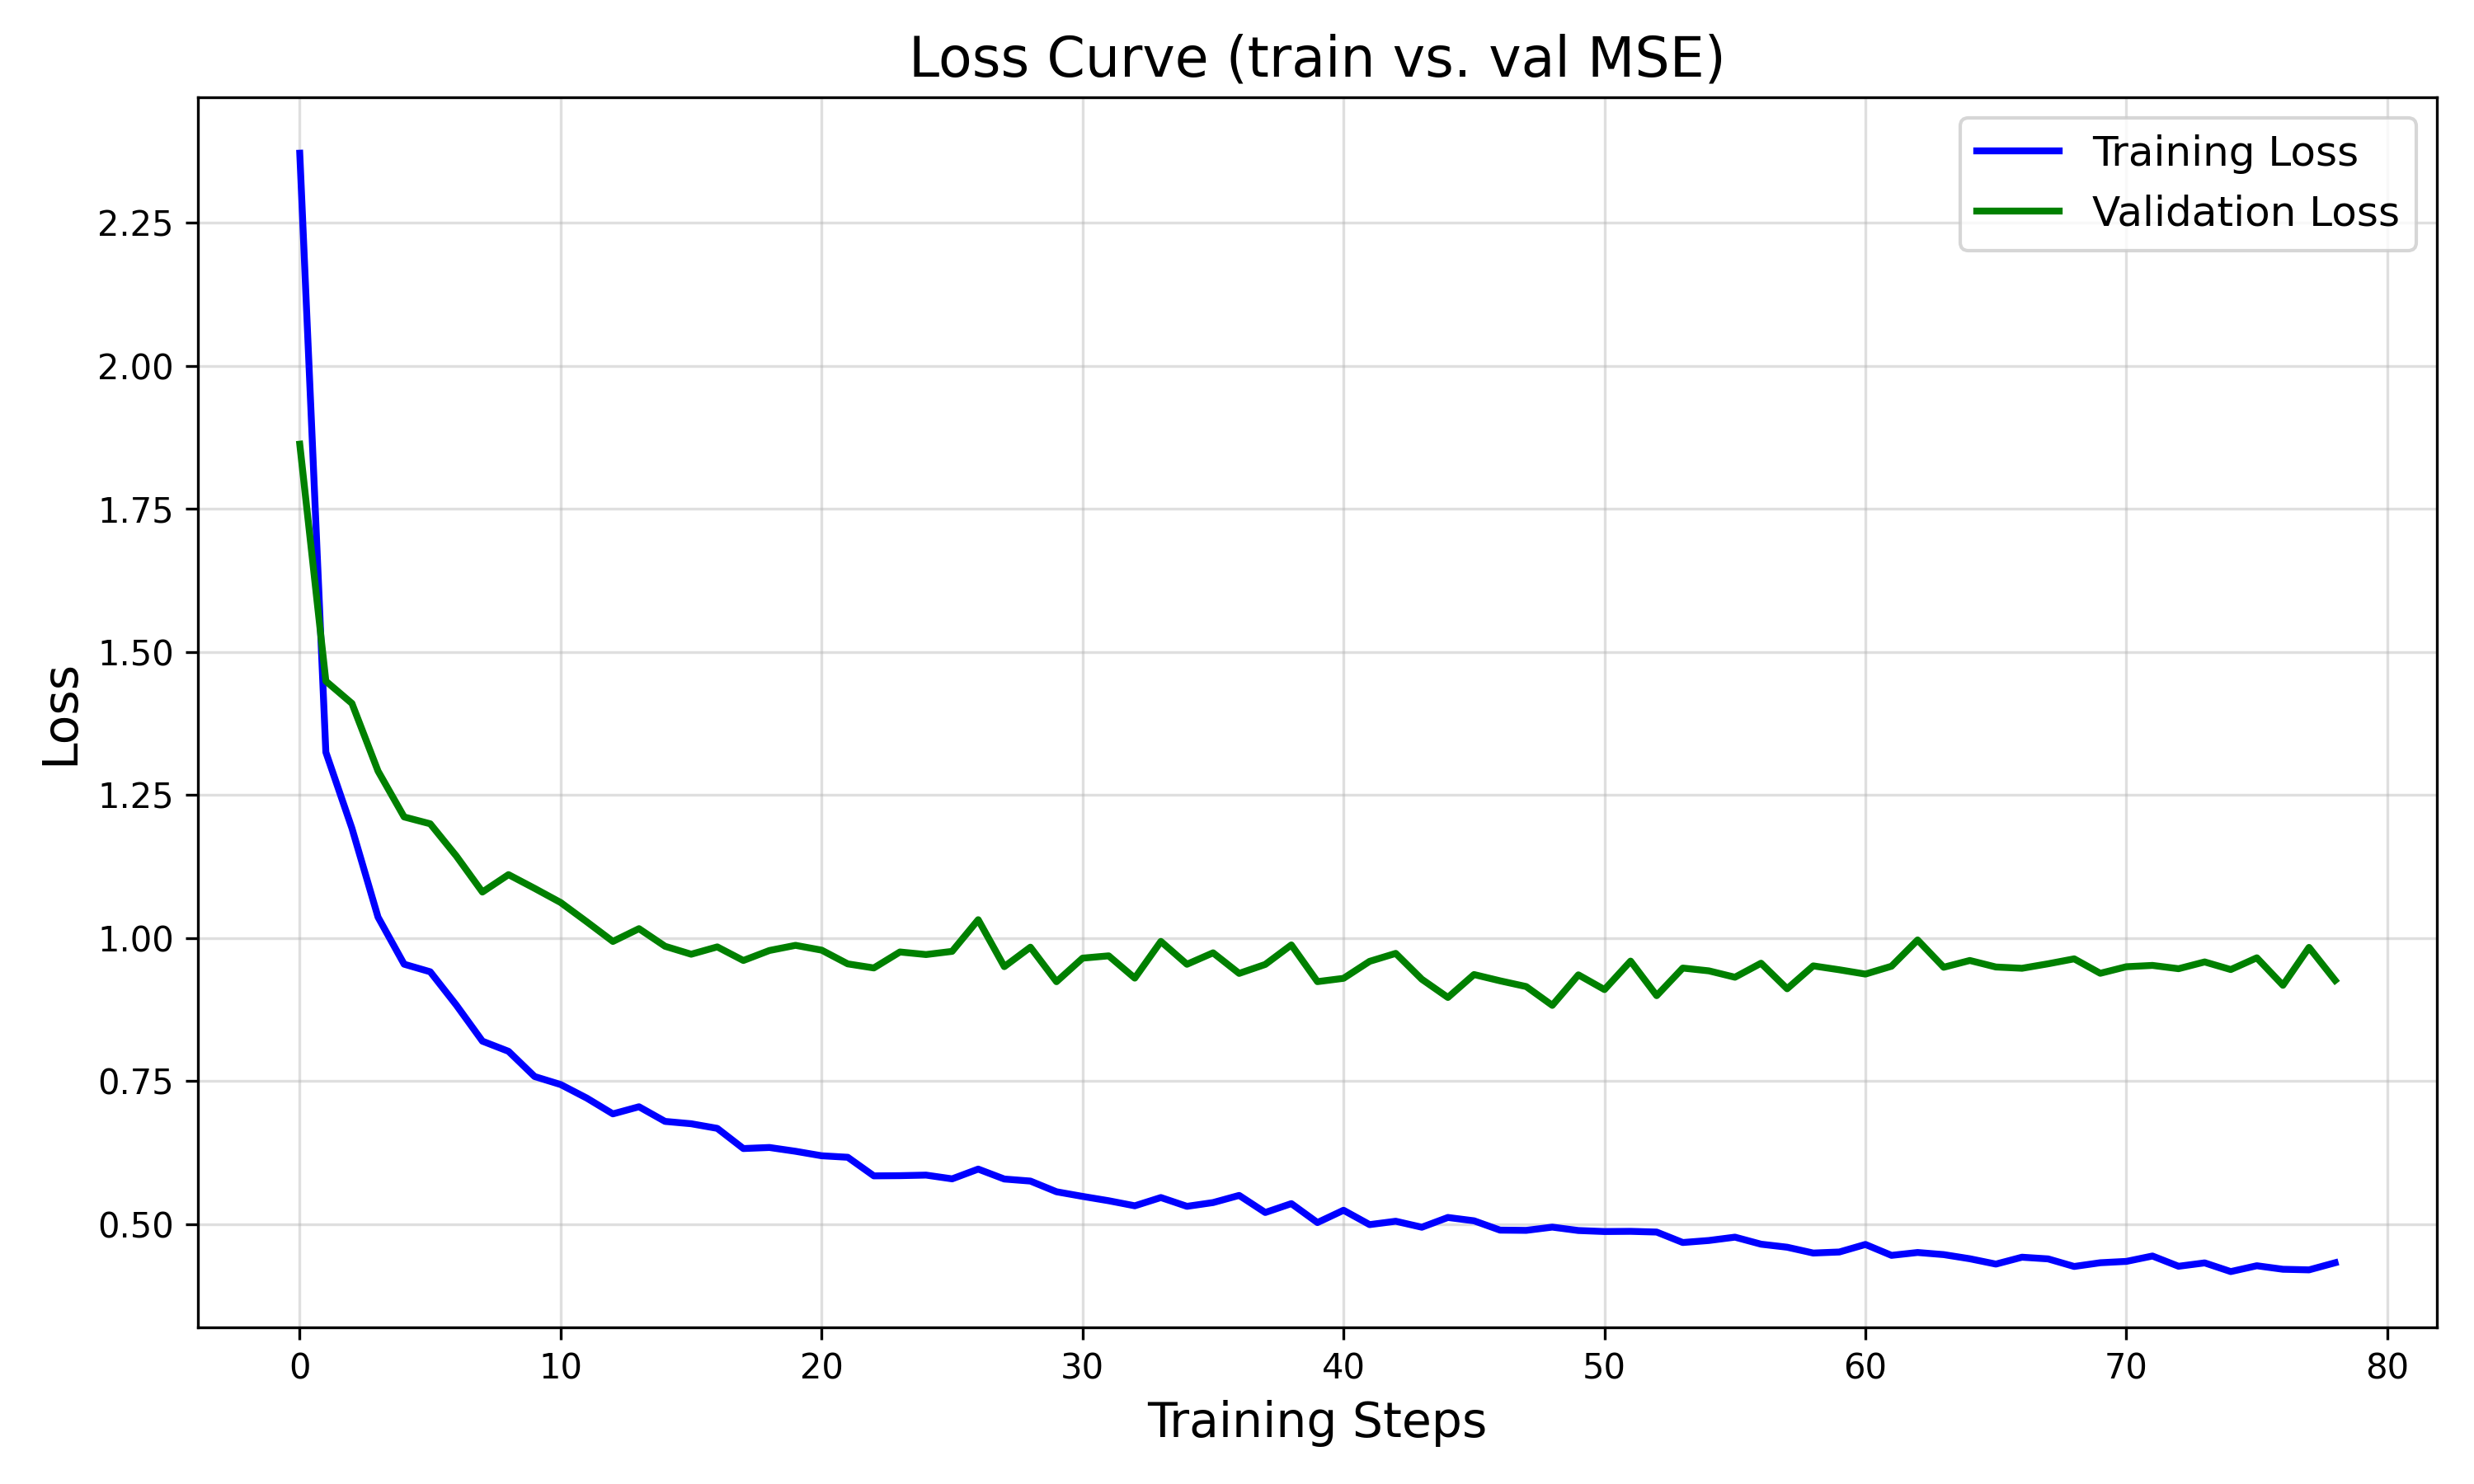 Loss Curve (train vs. val MSE)
Training Loss
Validation Loss
2.25
2.00
1.75
1.50
1.25
1.00
0.75
0.50
Loss
0 10 20 30 40 50 60 70 80
Training Steps